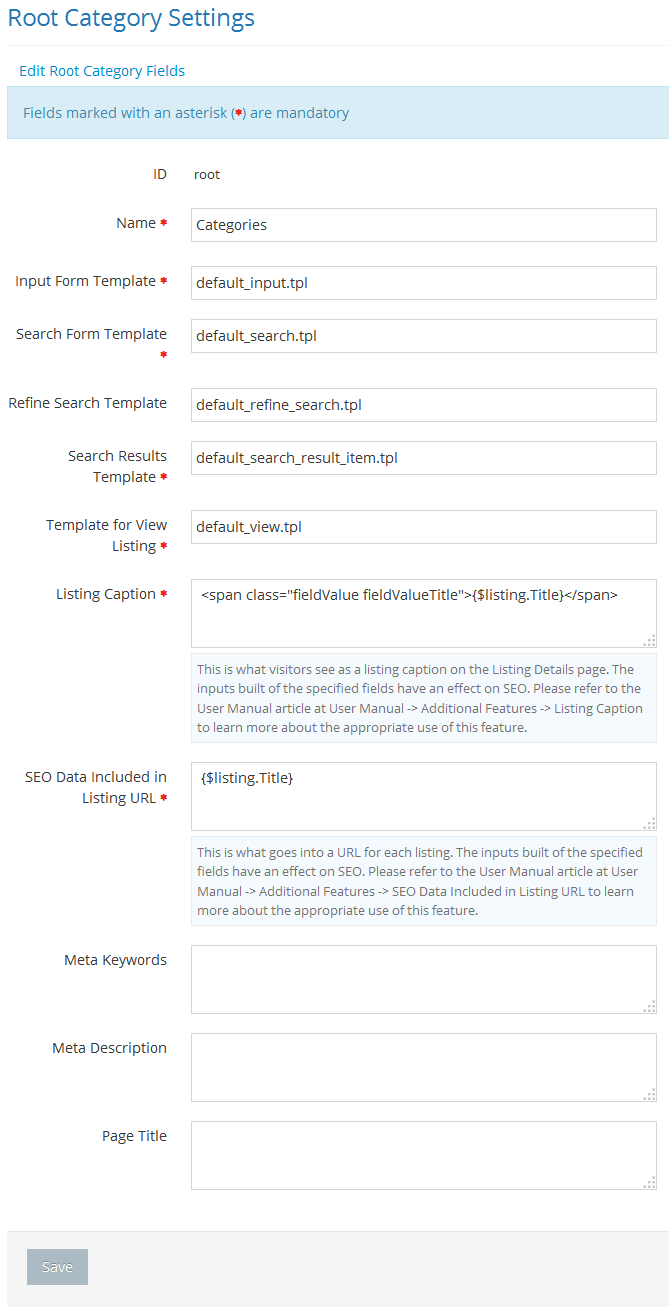 Root Category Settings
Edit Root Category Fields
Fields marked with an asterisk (*) are mandatory
ID root
Name * Categories
Input Form Template * default_input.tpl
Search Form Template
*
default_search.tpl
Refine Search Template default_refine_search.tpl
Search Results
Template *
default_search_result_item.tpl
Template for View
Listing *
default_view.tpl
Listing Caption * <span class="fieldValue fieldValueTitle">{$listing.Title}</span>
This is what visitors see as a listing caption on the Listing Details page. The
inputs built of the specified fields have an effect on SEO. Please refer to the
User Manual article at User Manual -> Additional Features -> Listing Caption
to learn more about the appropriate use of this feature.
SEO Data Included in
Listing URL *
{$listing.Title}
This is what goes into a URL for each listing. The inputs built of the specified
fields have an effect on SEO. Please refer to the User Manual article at User
Manual -> Additional Features -> SEO Data Included in Listing URL to learn
more about the appropriate use of this feature.
Meta Keywords
Meta Description
Page Title
Save